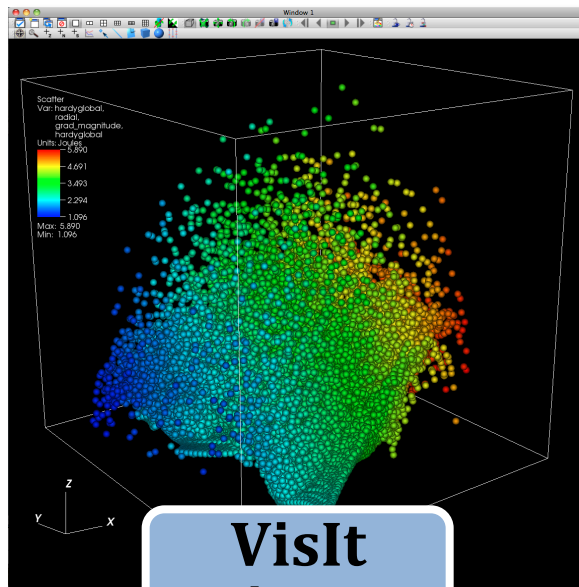 Window 1
Scatter
Var: hardyglobal,
radial,
grad_magnitude,
hardyglobal
Units: Joules
5.890
4.691
3.493
2.294
1.096
Max: 5.890
Min: 1.096
Z
Y
X
VisIt